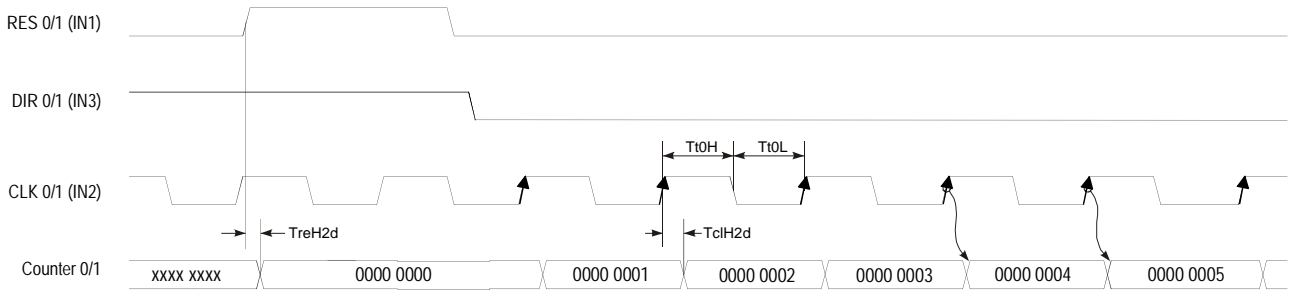 RES 0/1 (IN1)
DIR 0/1 (IN3)
Tt0H Tt0L
CLK 0/1 (IN2)
TreH2d TclH2d
Counter 0/1 xxxx xxxx 0000 0000 0000 0001 0000 0002 0000 0003 0000 0004 0000 0005